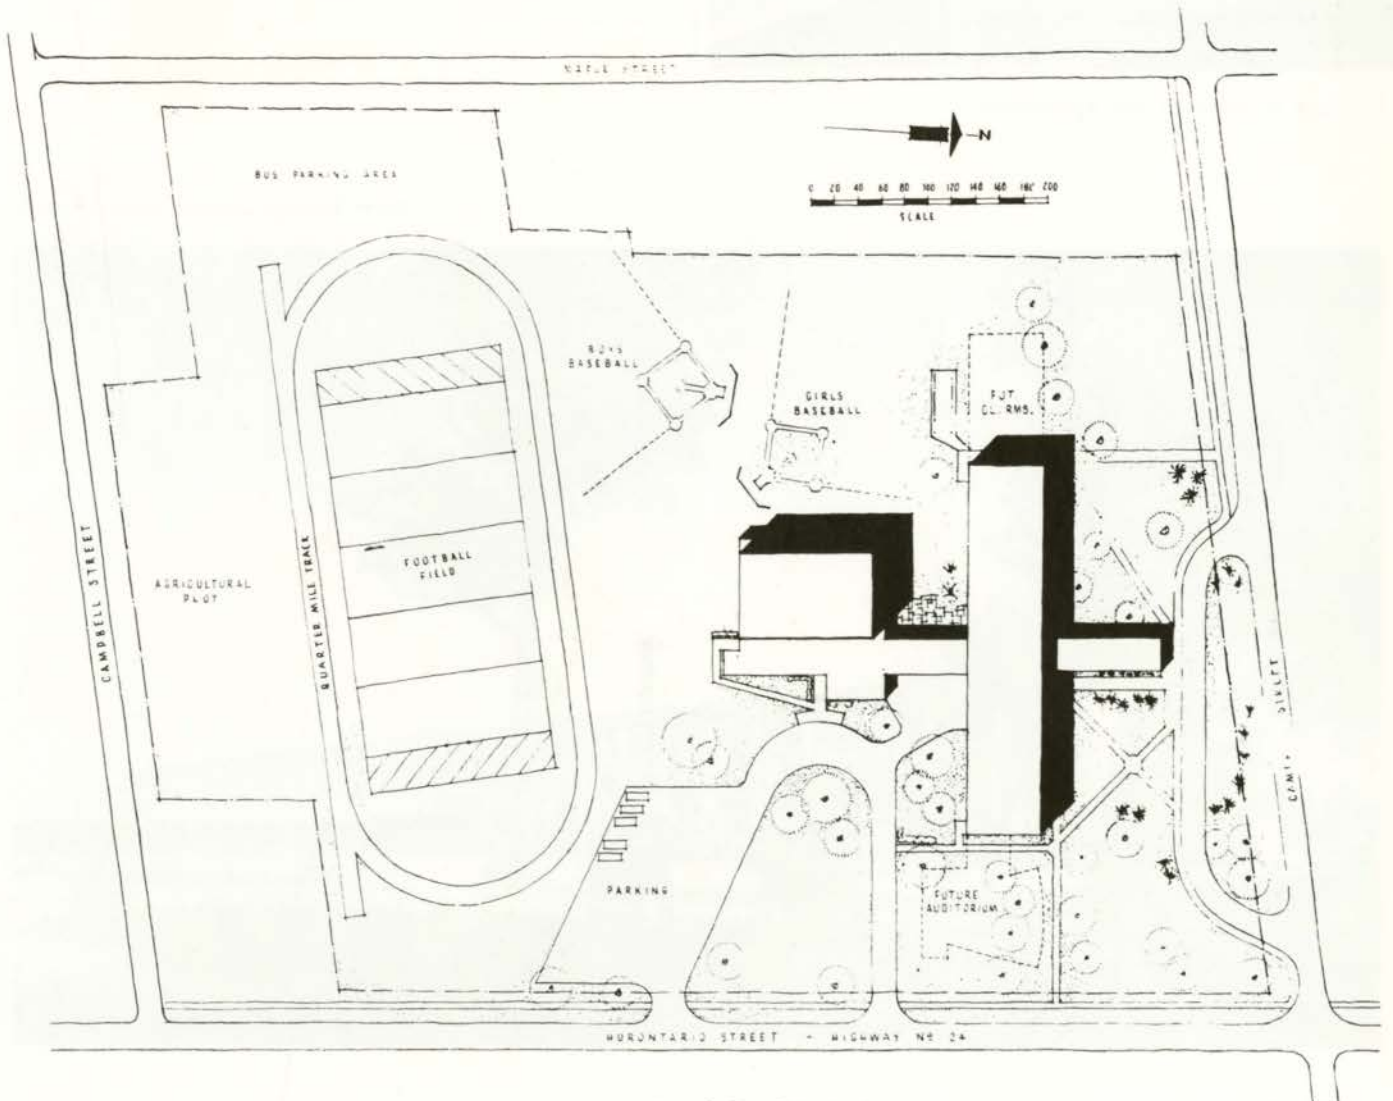 MAPLE STREET
N
BUS PARKING AREA
0 20 40 60 80 100 120 140 160 180 200
SCALE
BOYS
BASEBALL
GIRLS
BASEBALL
FUT.
CL. RMS.
CAMPBELL STREET
AGRICULTURAL
PLOT
QUARTER MILE TRACK
FOOTBALL
FIELD
STREET
PARKING
FUTURE
AUDITORIUM
HURONTARIO STREET - HIGHWAY Nº 24